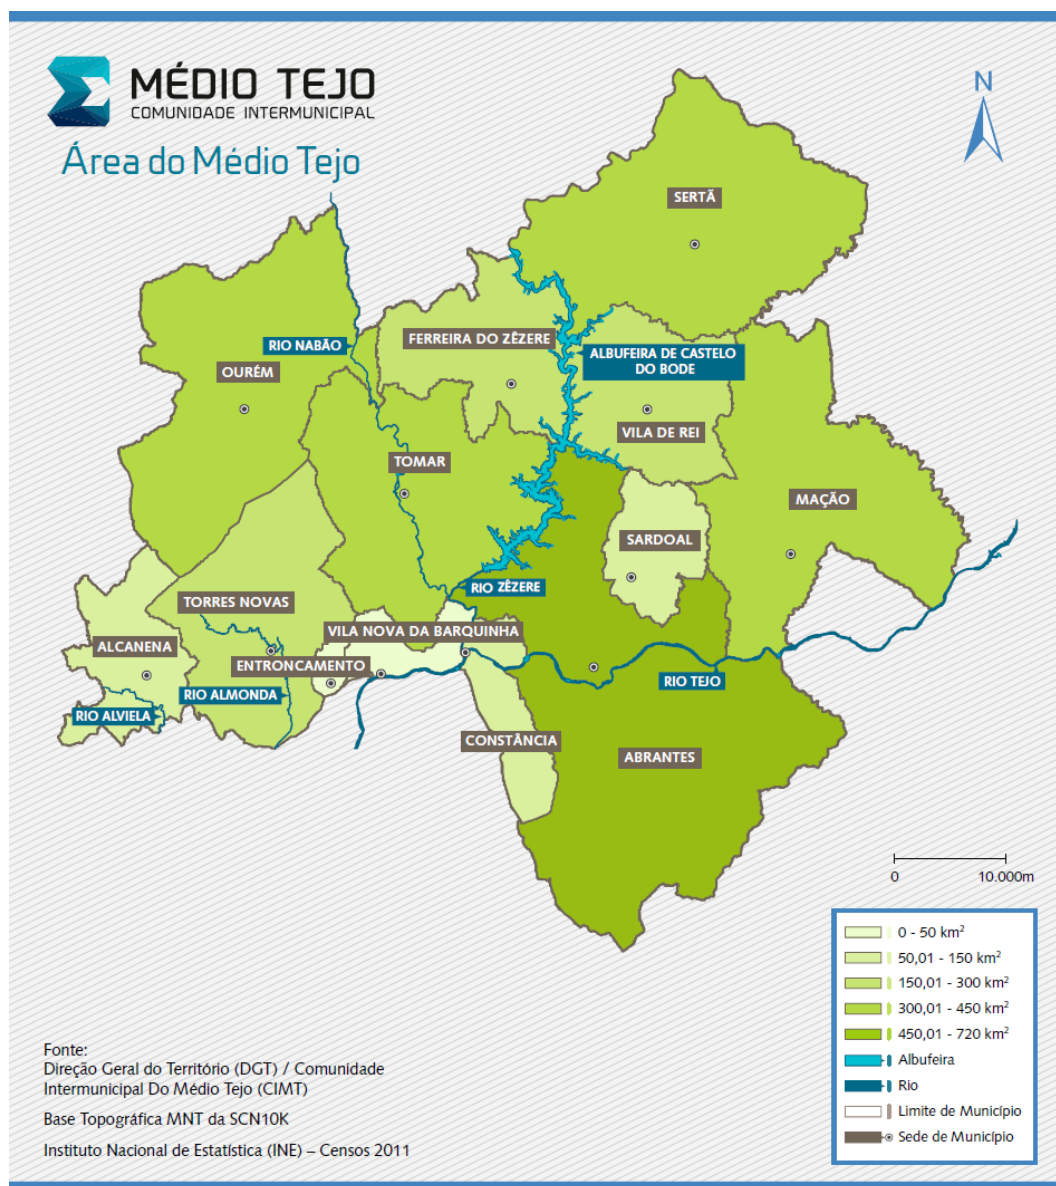 MÉDIO TEJO
COMUNIDADE INTERMUNICIPAL
Área do Médio Tejo
N
SERTÃ
FERREIRA DO ZÊZERE
RIO NABÃO
ALBUFEIRA DE CASTELO
DO BODE
OURÉM
VILA DE REI
TOMAR
MAÇÃO
SARDOAL
RIO ZÊZERE
TORRES NOVAS
VILA NOVA DA BARQUINHA
ALCANENA
ENTRONCAMENTO
RIO TEJO
RIO ALMONDA
RIO ALVIELA
CONSTÂNCIA
ABRANTES
0 10.000m
0 - 50 km²
50,01 - 150 km²
150,01 - 300 km²
300,01 - 450 km²
450,01 - 720 km²
Albufeira
Rio
Limite de Município
Sede de Município
Fonte:
Direção Geral do Território (DGT) / Comunidade
Intermunicipal Do Médio Tejo (CIMT)
Base Topográfica MNT da SCN10K
Instituto Nacional de Estatística (INE) – Censos 2011